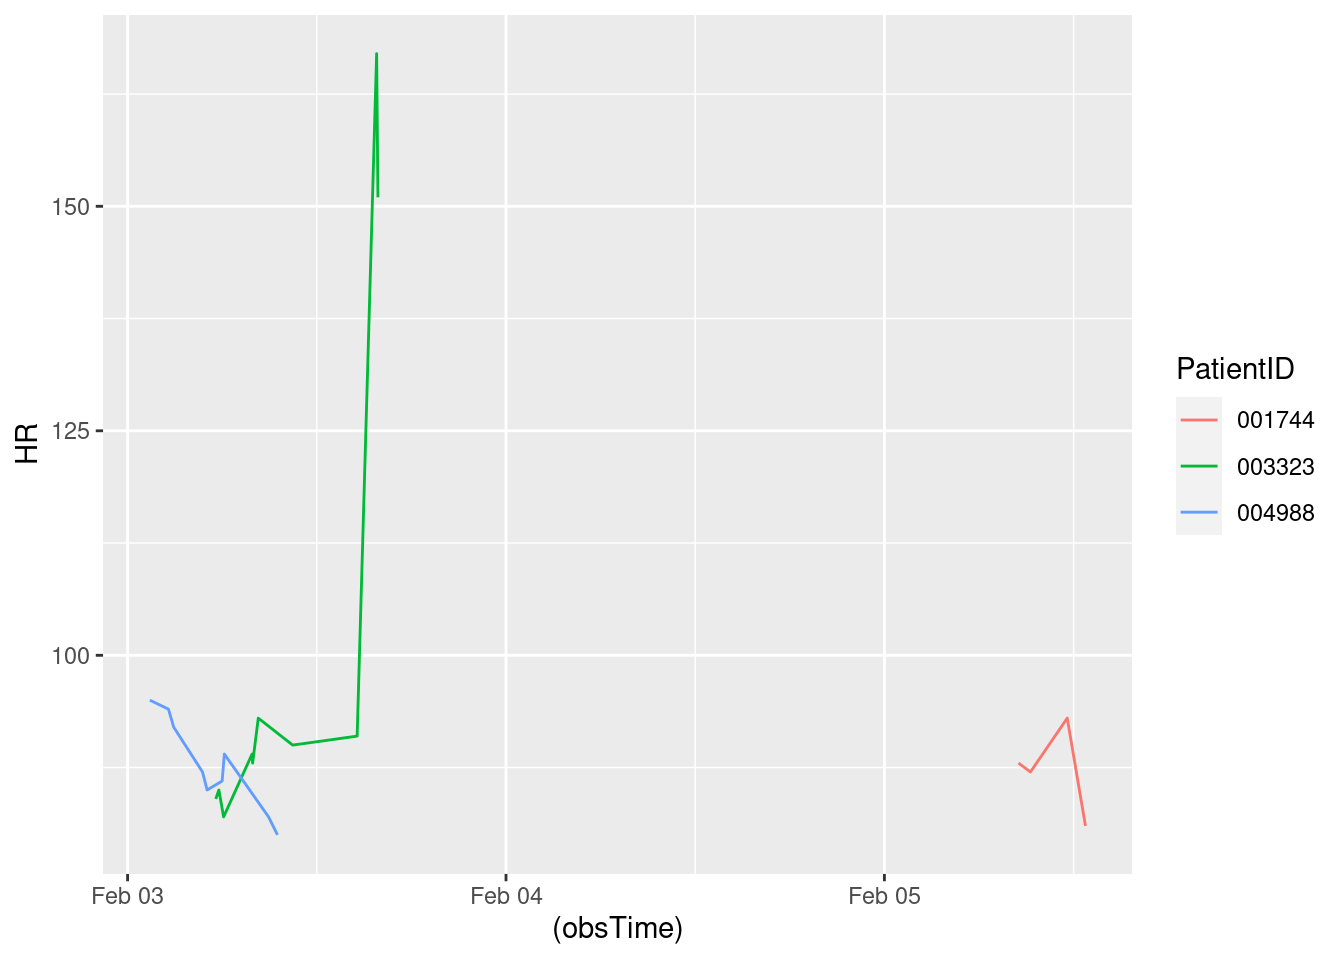 150
125
100
HR
Feb 03
Feb 04
Feb 05
(obsTime)
PatientID
001744
003323
004988